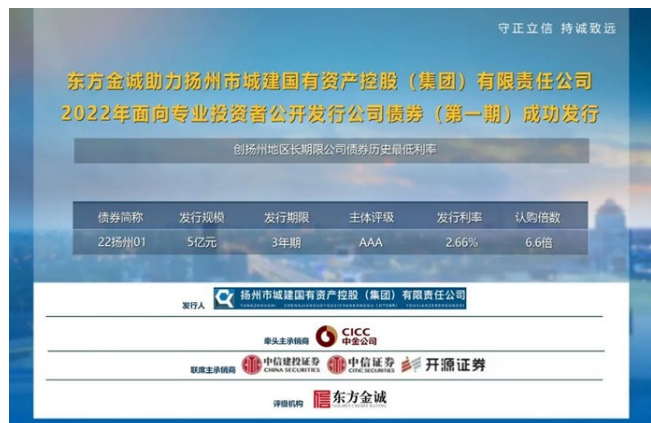 守正立信 持诚致远
东方金诚助力扬州市城建国有资产控股（集团）有限责任公司
2022年面向专业投资者公开发行公司债券（第一期）成功发行
创扬州地区长期限公司债券历史最低利率
债券简称 发行规模 发行期限 主体评级 发行利率 认购倍数
22扬州01 5亿元 3年期 AAA 2.66% 6.6倍
发行人 扬州市城建国有资产控股（集团）有限责任公司
牵头主承销商 CICC
中金公司
联席主承销商 中信建投证券 中信证券 开源证券
CHINA SECURITIES CITIC SECURITIES
评级机构 东方金诚